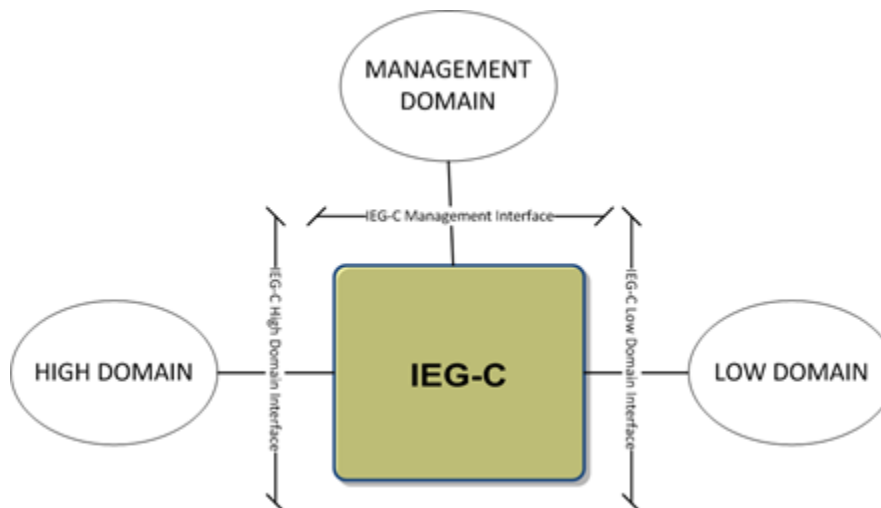 MANAGEMENT
DOMAIN
IEG-C Management Interface
HIGH DOMAIN
IEG-C High Domain Interface
IEG-C
IEG-C Low Domain Interface
LOW DOMAIN